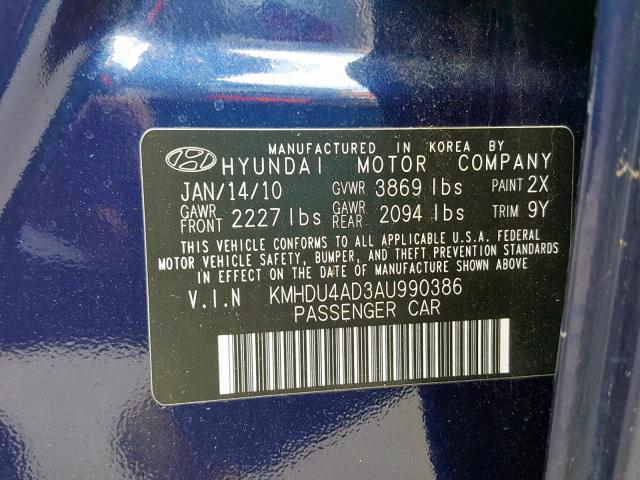 MANUFACTURED IN KOREA BY
HYUNDAI MOTOR COMPANY
JAN/14/10 GVWR 3869 lbs PAINT 2X
GAWR FRONT 2227 lbs GAWR REAR 2094 lbs TRIM 9Y
THIS VEHICLE CONFORMS TO ALL APPLICABLE U.S.A. FEDERAL
MOTOR VEHICLE SAFETY, BUMPER, AND THEFT PREVENTION STANDARDS
IN EFFECT ON THE DATE OF MANUFACTURE SHOWN ABOVE
V.I.N KMHDU4AD3AU990386
PASSENGER CAR